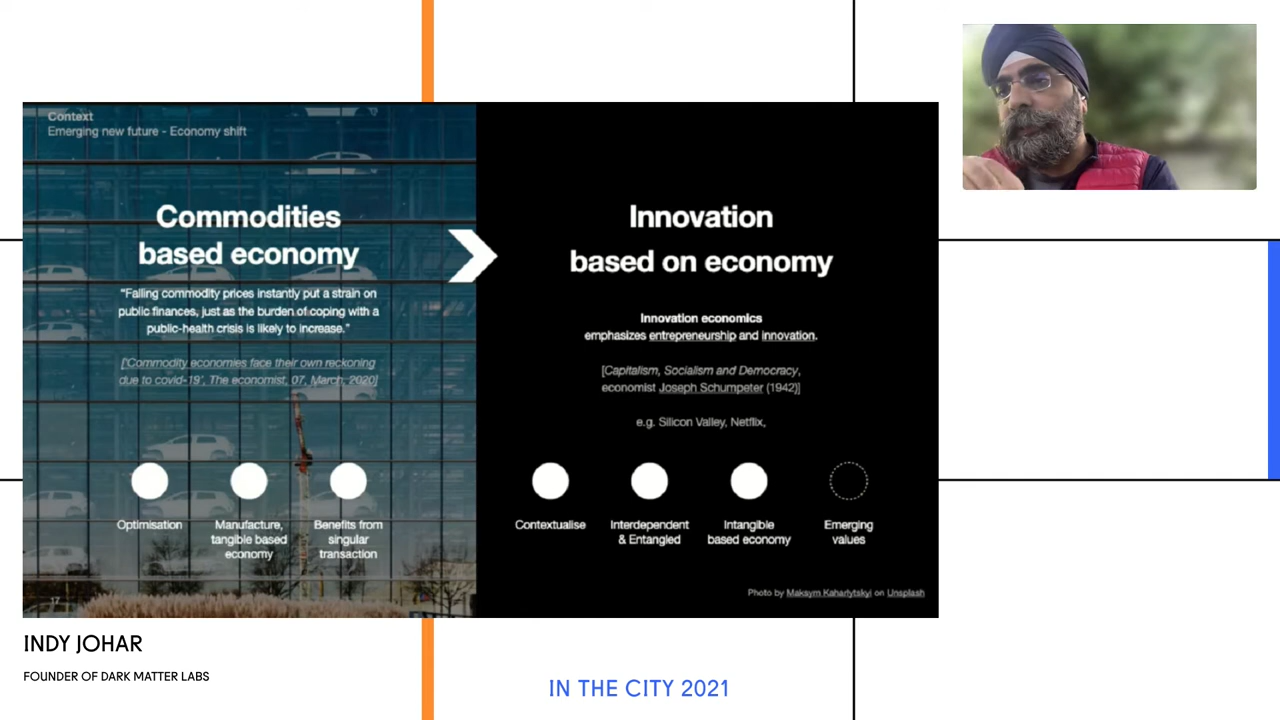 Context
Emerging new future - Economy shift
Commodities
based economy
“Falling commodity prices instantly put a strain on
public finances, just as the burden of coping with a
public-health crisis is likely to increase.”
['Commodity economies face their own reckoning
due to covid-19', The economist, 07, March, 2020]
Optimisation
Manufacture,
tangible based
economy
Benefits from
singular
transaction
17
Innovation
based on economy
Innovation economics
emphasizes entrepreneurship and innovation.
[Capitalism, Socialism and Democracy,
economist Joseph Schumpeter (1942)]
e.g. Silicon Valley, Netflix,
Contextualise
Interdependent
& Entangled
Intangible
based economy
Emerging
values
Photo by Maksym Kaharlytskyi on Unsplash
INDY JOHAR
FOUNDER OF DARK MATTER LABS
IN THE CITY 2021